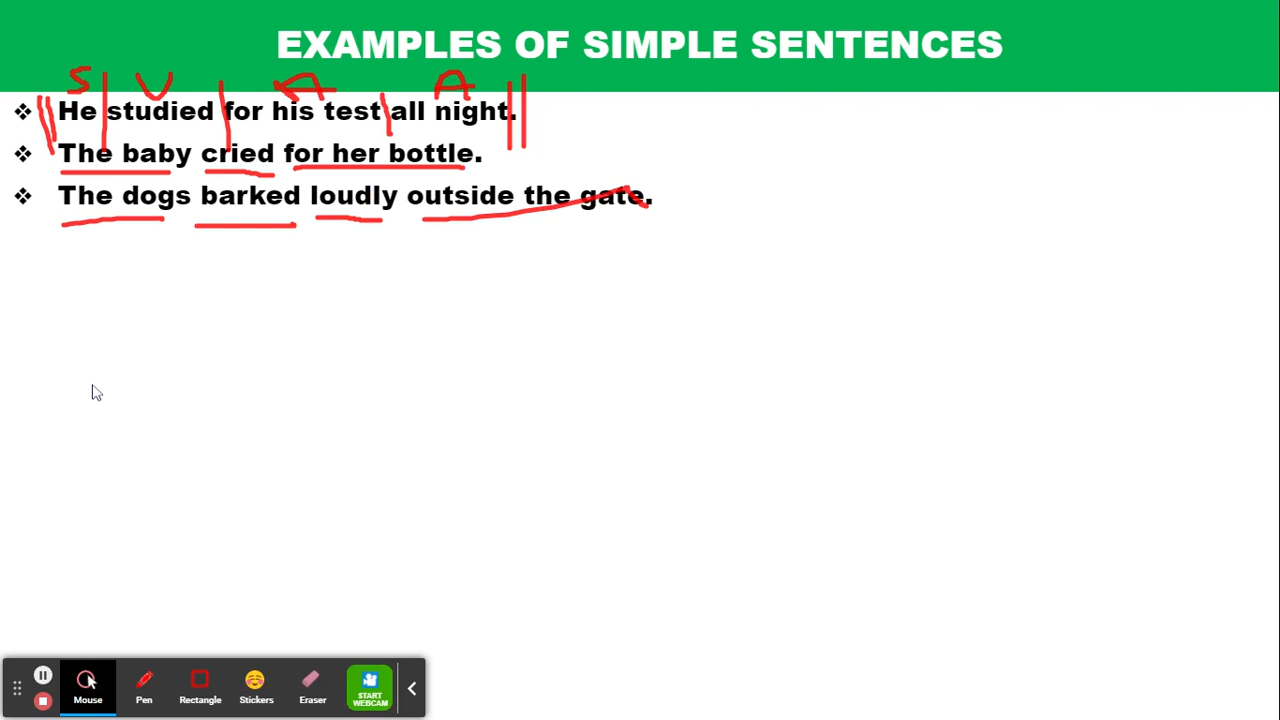 EXAMPLES OF SIMPLE SENTENCES
S V A A
❖ He studied for his test all night.
❖ The baby cried for her bottle.
❖ The dogs barked loudly outside the gate.
Mouse Pen Rectangle Stickers Eraser START WEBCAM